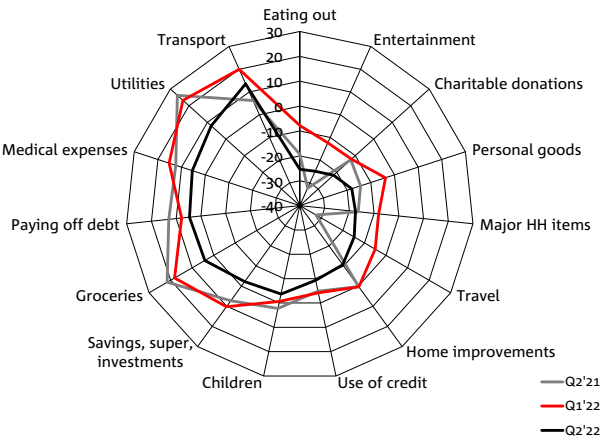 Eating out
30
20
10
0
-10
-20
-30
-40
Entertainment
Charitable donations
Personal goods
Major HH items
Travel
Home improvements
Use of credit
Children
Savings, super,
investments
Groceries
Paying off debt
Medical expenses
Utilities
Transport
Q2'21
Q1'22
Q2'22